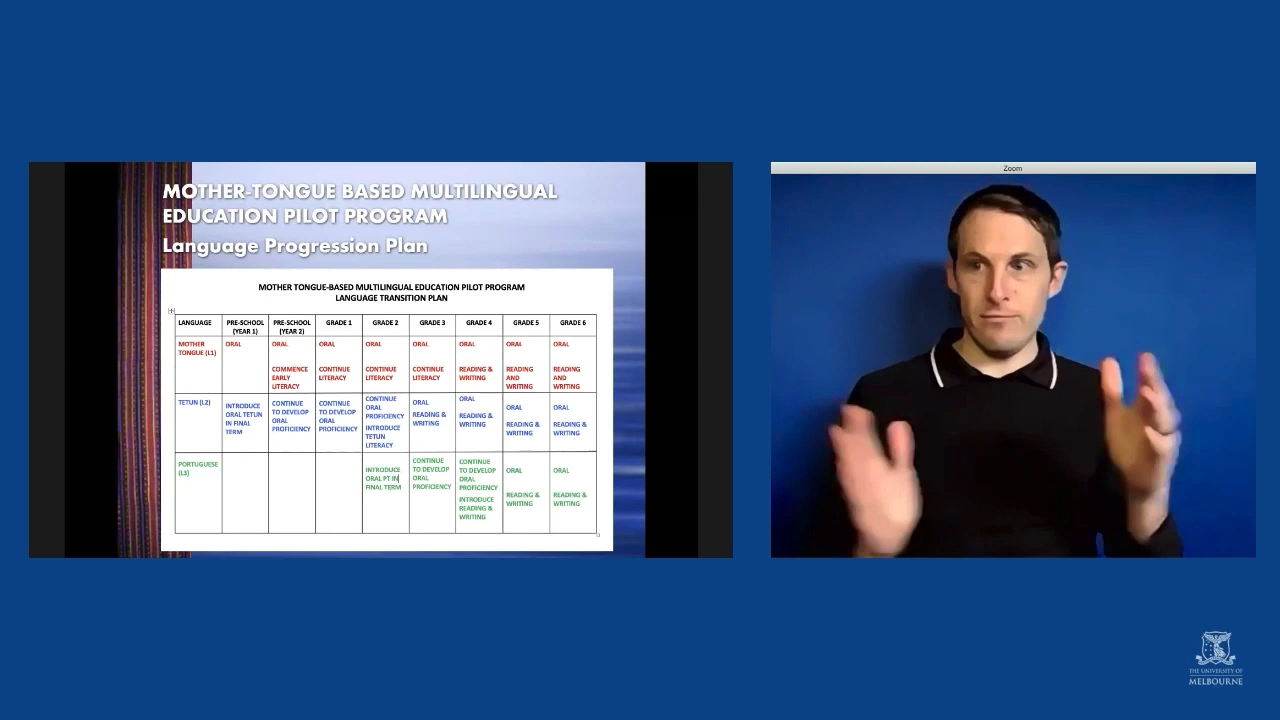 MOTHER-TONGUE BASED MULTILINGUAL
EDUCATION PILOT PROGRAM
Language Progression Plan
MOTHER TONGUE-BASED MULTILINGUAL EDUCATION PILOT PROGRAM
LANGUAGE TRANSITION PLAN
LANGUAGE PRE-SCHOOL (YEAR 1) PRE-SCHOOL (YEAR 2) GRADE 1 GRADE 2 GRADE 3 GRADE 4 GRADE 5 GRADE 6
MOTHER
TONGUE (L1)
ORAL
ORAL
COMMENCE
EARLY
LITERACY
ORAL
CONTINUE
LITERACY
ORAL
CONTINUE
LITERACY
ORAL
CONTINUE
LITERACY
ORAL
READING &
WRITING
ORAL
READING
AND
WRITING
ORAL
READING
AND
WRITING
TETUN (L2)
INTRODUCE
ORAL TETUN
IN FINAL
TERM
CONTINUE
TO DEVELOP
ORAL
PROFICIENCY
CONTINUE
TO DEVELOP
ORAL
PROFICIENCY
CONTINUE
ORAL
PROFICIENCY
INTRODUCE
TETUN
LITERACY
ORAL
READING &
WRITING
ORAL
READING &
WRITING
ORAL
READING &
WRITING
ORAL
READING &
WRITING
PORTUGUESE
(L3)
INTRODUCE
ORAL PT IN
FINAL TERM
CONTINUE
TO DEVELOP
ORAL
PROFICIENCY
CONTINUE
TO DEVELOP
ORAL
PROFICIENCY
INTRODUCE
READING &
WRITING
ORAL
READING &
WRITING
ORAL
READING &
WRITING
Zoom
THE UNIVERSITY OF
MELBOURNE